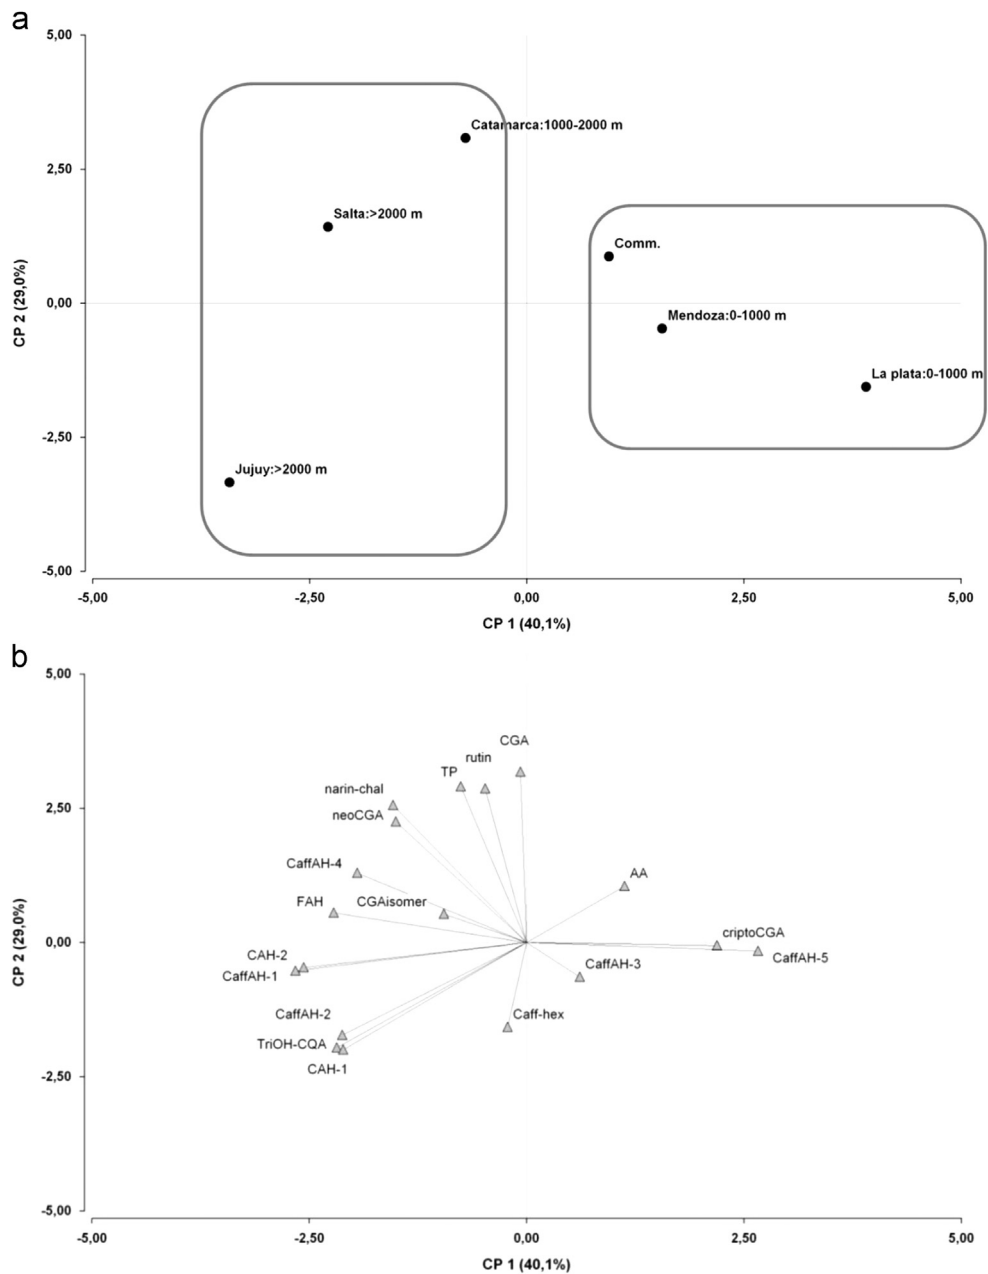 a
5,00
Catamarca:1000-2000 m
2,50
Salta:>2000 m
Comm.
CP 2 (29,0%)
0,00
Mendoza:0-1000 m
La plata:0-1000 m
-2,50
Jujuy:>2000 m
-5,00
-5,00 -2,50 0,00 2,50 5,00
CP 1 (40,1%)
b
5,00
CGA
rutin
TP
narin-chal
2,50
neoCGA
CaffAH-4
AA
FAH
CGAisomer
CP 2 (29,0%)
0,00
criptoCGA
CAH-2
CaffAH-5
CaffAH-3
CaffAH-1
CaffAH-2
Caff-hex
TriOH-CQA
CAH-1
-2,50
-5,00
-5,00 -2,50 0,00 2,50 5,00
CP 1 (40,1%)